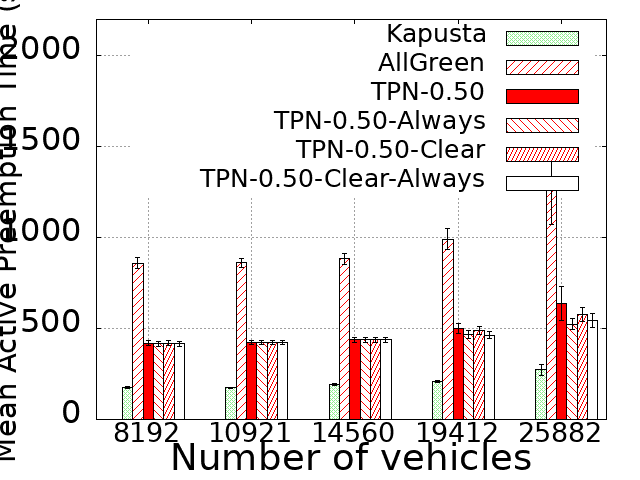 Mean Active Preemption Time (s
2000
1500
1000
500
0
Kapusta
AllGreen
TPN-0.50
TPN-0.50-Always
TPN-0.50-Clear
TPN-0.50-Clear-Always
8192 10921 14560 19412 25882
Number of vehicles